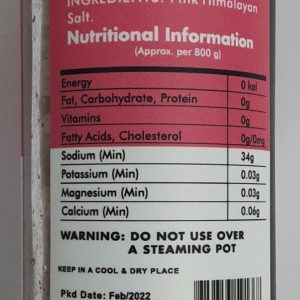 INGREDIENTS: Pink Himalayan
Salt.
Nutritional Information
(Approx. per 800 g)
Energy 0 kal
Fat, Carbohydrate, Protein 0g
Vitamins 0g
Fatty Acids, Cholesterol 0g/0mg
Sodium (Min) 34g
Potassium (Min) 0.03g
Magnesium (Min) 0.03g
Calcium (Min) 0.06g
WARNING: DO NOT USE OVER
A STEAMING POT
KEEP IN A COOL & DRY PLACE
Pkd Date: Feb/2022